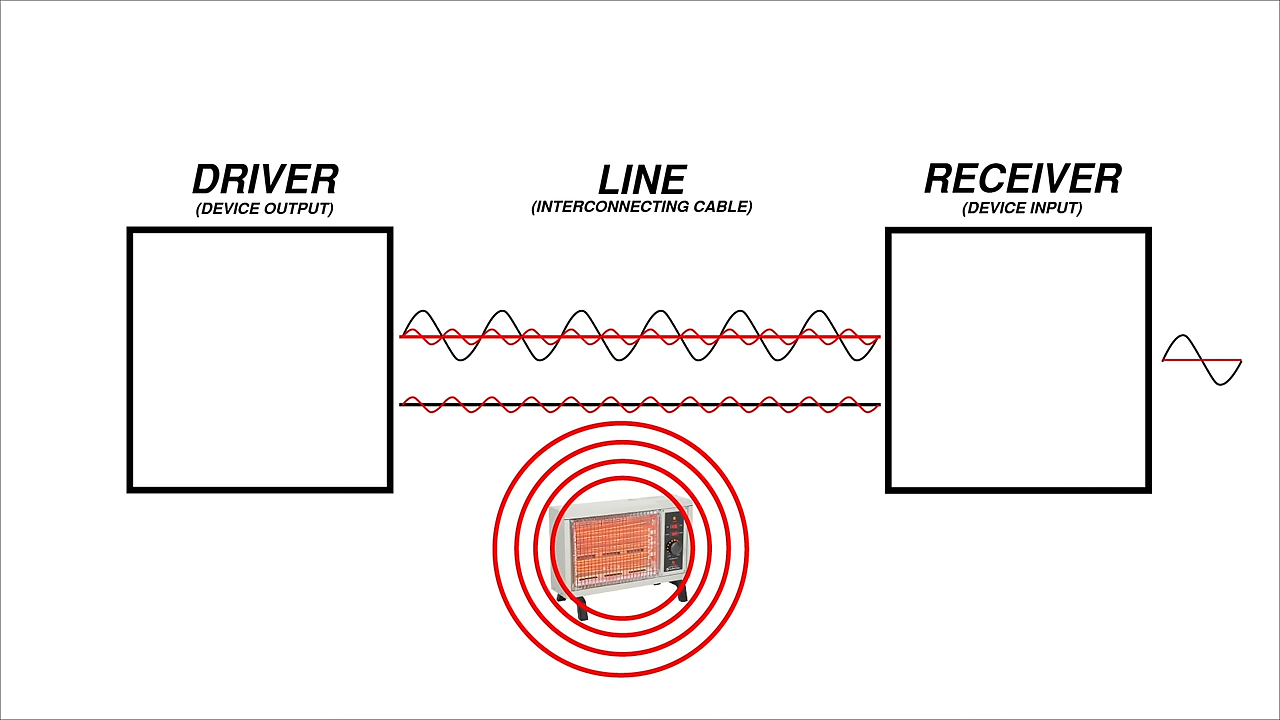 DRIVER
(DEVICE OUTPUT)
LINE
(INTERCONNECTING CABLE)
RECEIVER
(DEVICE INPUT)